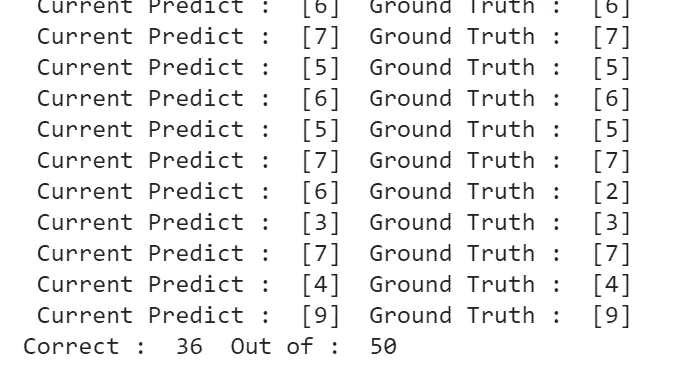 Current Predict :  [6]  Ground Truth :  [6]
Current Predict :  [7]  Ground Truth :  [7]
Current Predict :  [5]  Ground Truth :  [5]
Current Predict :  [6]  Ground Truth :  [6]
Current Predict :  [5]  Ground Truth :  [5]
Current Predict :  [7]  Ground Truth :  [7]
Current Predict :  [6]  Ground Truth :  [2]
Current Predict :  [3]  Ground Truth :  [3]
Current Predict :  [7]  Ground Truth :  [7]
Current Predict :  [4]  Ground Truth :  [4]
Current Predict :  [9]  Ground Truth :  [9]
Correct :  36  Out of :  50